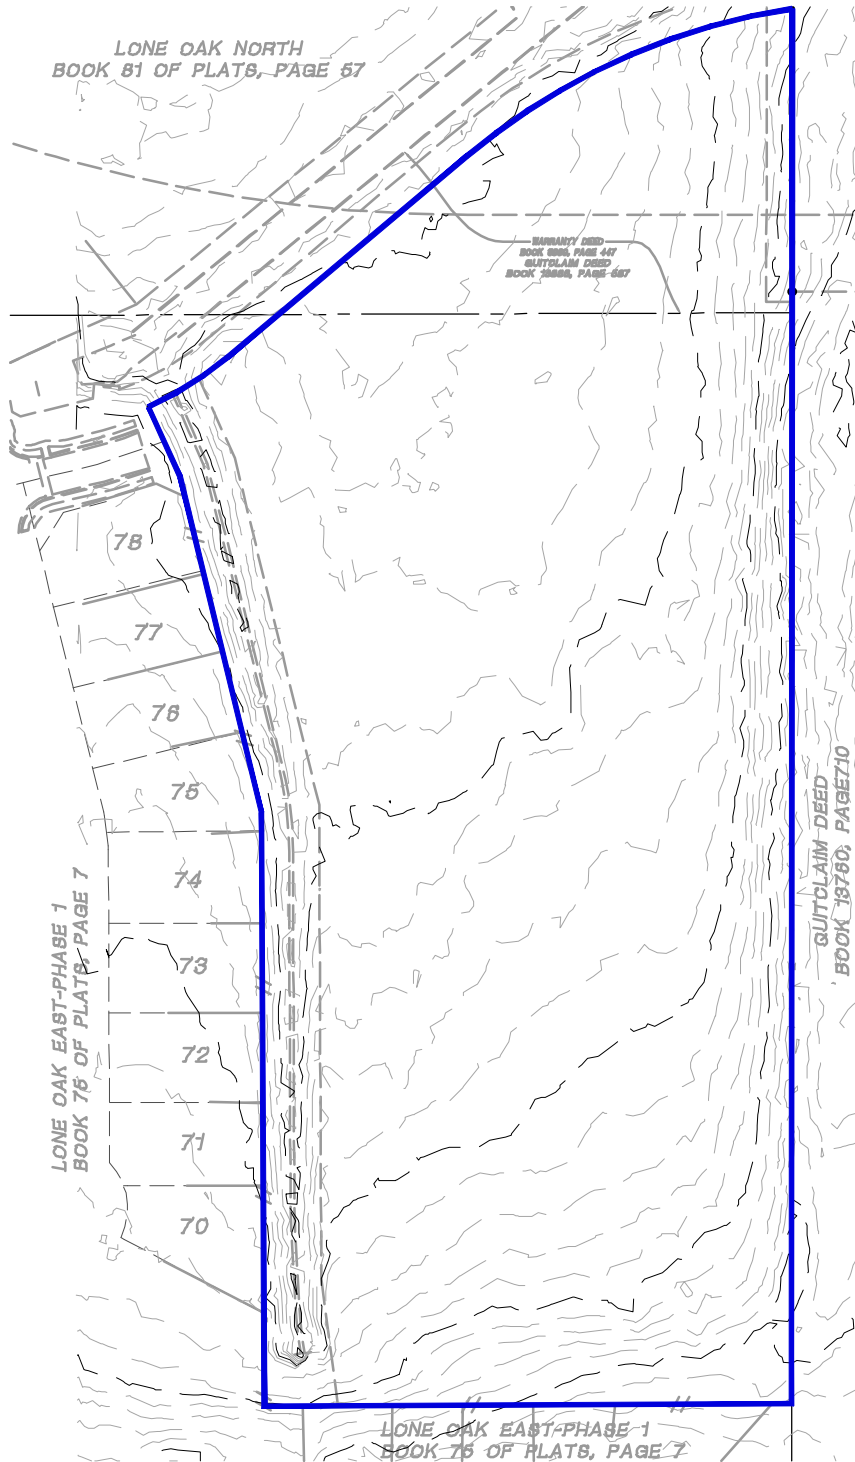 LONE OAK NORTH
BOOK 81 OF PLATS, PAGE 57
WARRANTY DEED
QUITCLAIM DEED
78
77
76
75
74
73
72
71
70
LONE OAK EAST-PHASE 1
BOOK 75 OF PLATS, PAGE 7
QUITCLAIM DEED
BOOK 13760, PAGE710
LONE OAK EAST-PHASE 1
BOOK 75 OF PLATS, PAGE 7